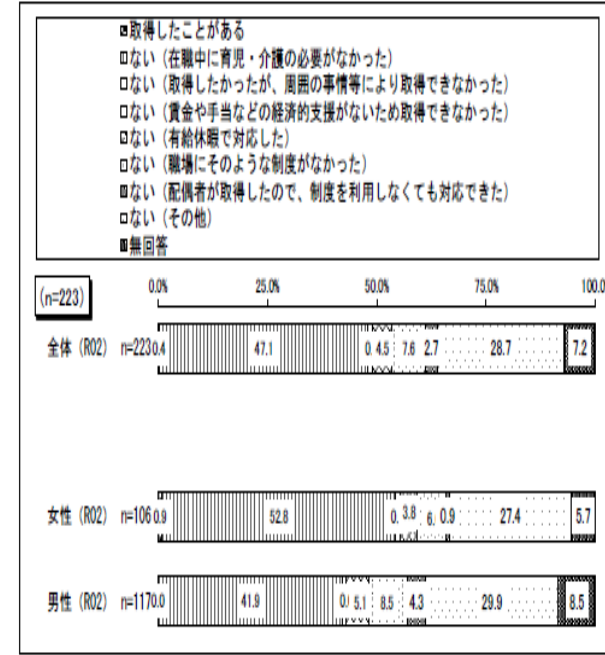 取得したことがある
ない（在職中に育児・介護の必要がなかった）
ない（取得したかったが、周囲の事情等により取得できなかった）
ない（賃金や手当などの経済的支援がないため取得できなかった）
ない（有給休暇で対応した）
ない（職場にそのような制度がなかった）
ない（配偶者が取得したので、制度を利用しなくても対応できた）
ない（その他）
無回答
(n=223) 0.0% 25.0% 50.0% 75.0% 100.0
全体（R02） n=223 0.4 47.1 0. 4.5 7.6 2.7 28.7 7.2
女性（R02） n=106 0.9 52.8 0. 3.8 6. 0.9 27.4 5.7
男性（R02） n=117 0.0 41.9 0. 5.1 8.5 4.3 29.9 8.5